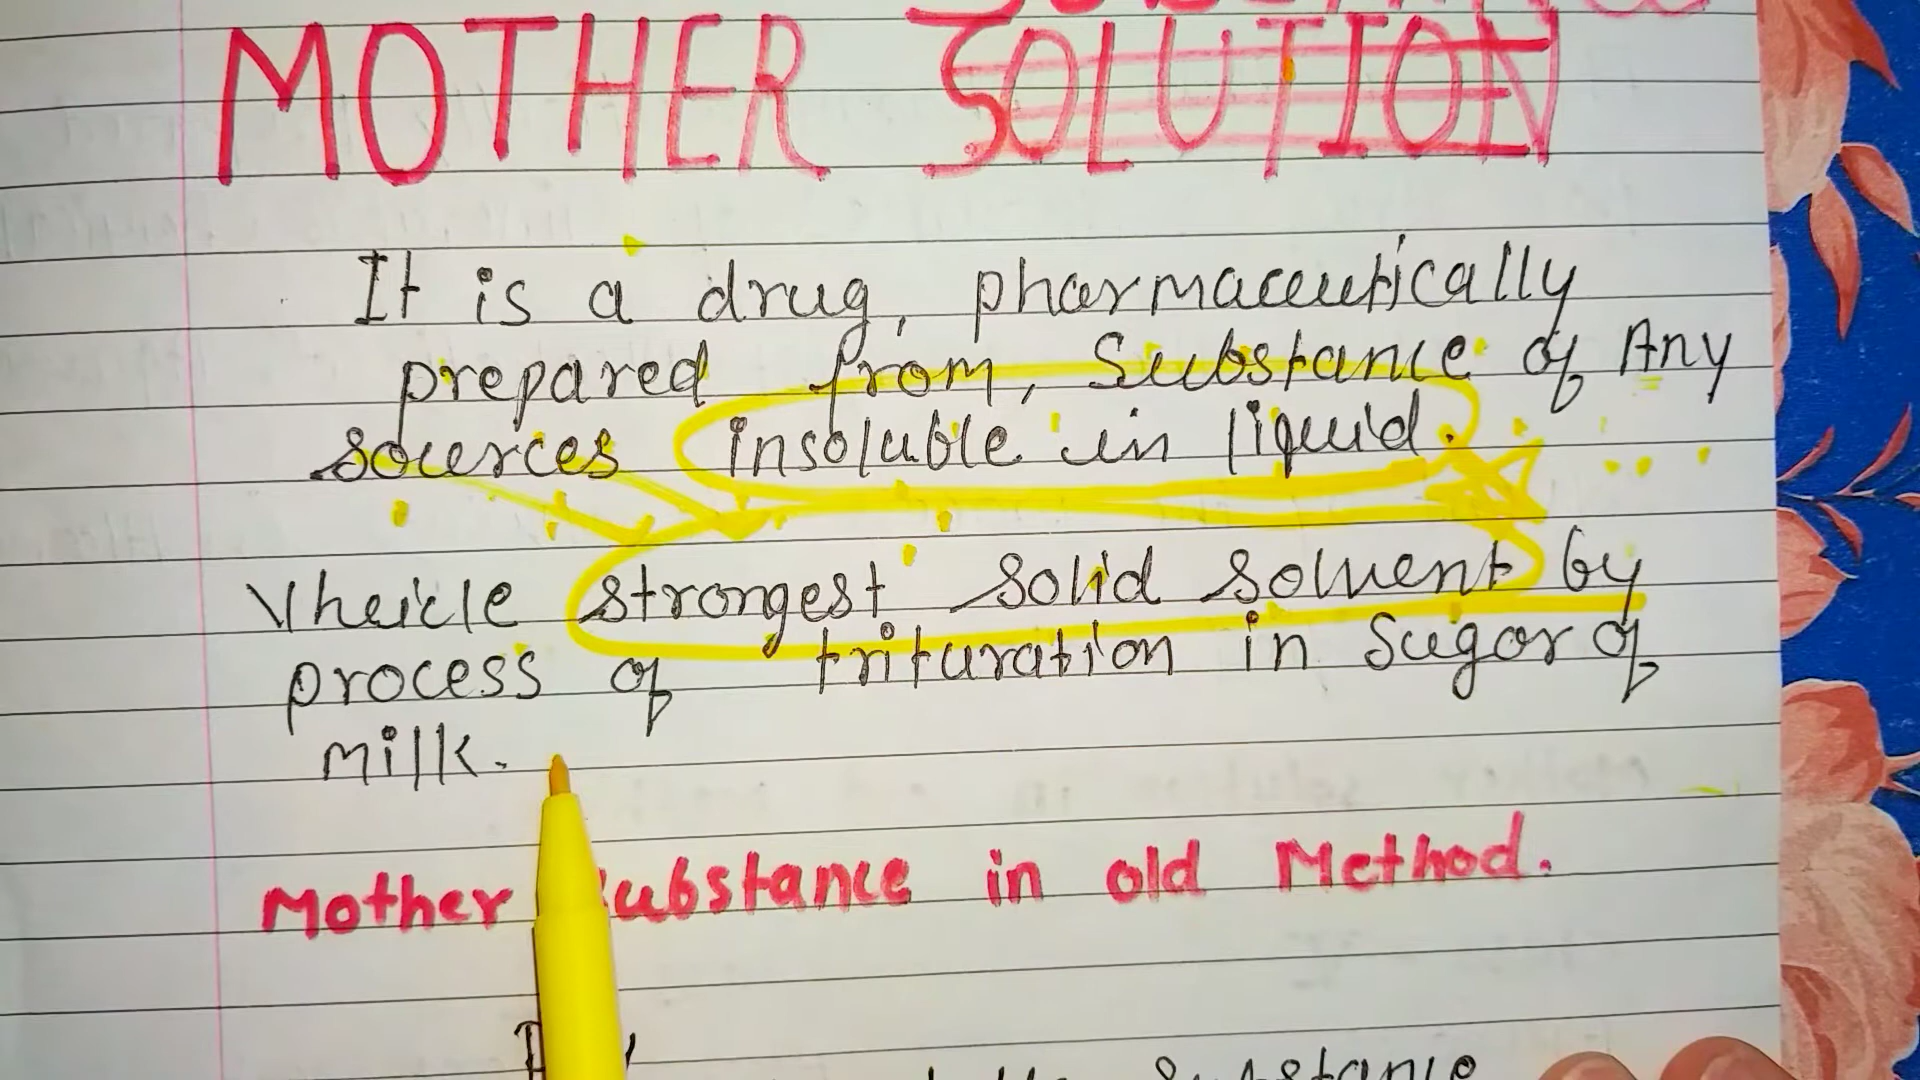 MOTHER SOLUTION
It is a drug, pharmaceutically
prepared from, Substance of Any
sources insoluble in liquid.
Vheicle strongest solid solvent by
process of trituration in Sugar of
milk.
Mother Substance in old Method.
Substance